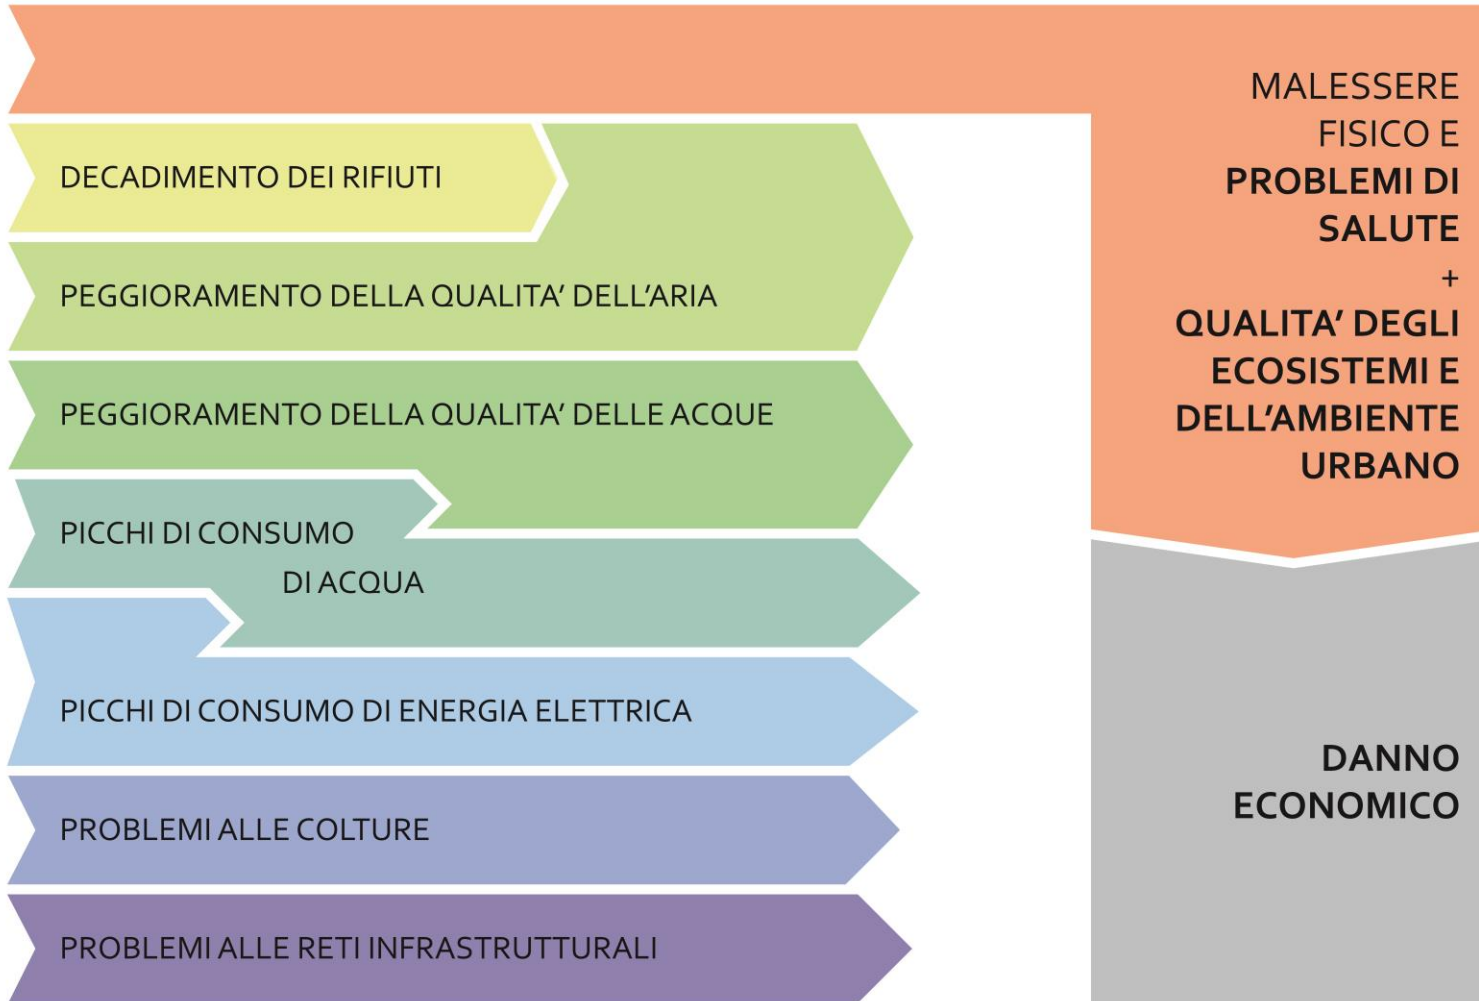 MALESSERE
FISICO E
PROBLEMI DI
SALUTE
+
QUALITA’ DEGLI
ECOSISTEMI E
DELL’AMBIENTE
URBANO
DECADIMENTO DEI RIFIUTI
PEGGIORAMENTO DELLA QUALITA’ DELL’ARIA
PEGGIORAMENTO DELLA QUALITA’ DELLE ACQUE
PICCHI DI CONSUMO
DI ACQUA
PICCHI DI CONSUMO DI ENERGIA ELETTRICA
PROBLEMI ALLE COLTURE
PROBLEMI ALLE RETI INFRASTRUTTURALI
DANNO
ECONOMICO